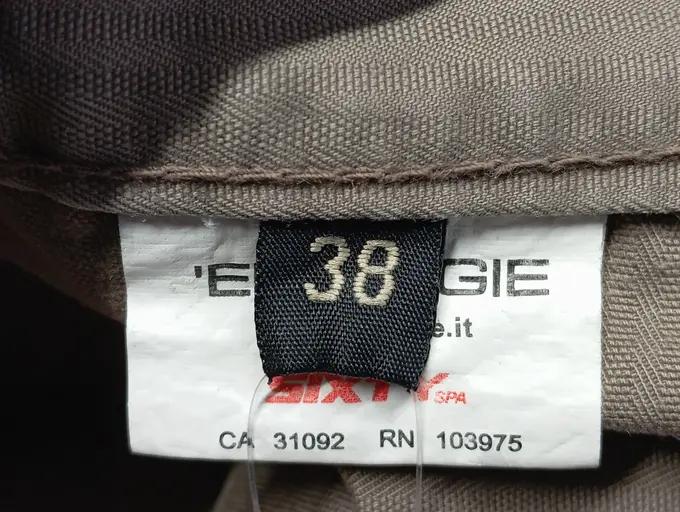 38
'E GIE
e.it
SIXTY SPA
CA 31092 RN 103975